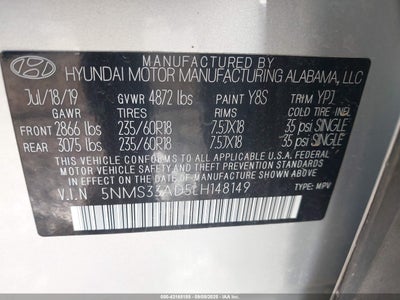 MFD. BY
HYUNDAI MOTOR MANUFACTURING ALABAMA, LLC
Jul/18/19 GVWR 4872 lbs PAINT Y8S TRIM YPJ
GAWR TIRES RIMS COLD TIRE INFL
FRONT 2866 lbs 235/60R18 7.5JX18 35 psi SINGLE
REAR 3075 lbs 235/60R18 7.5JX18 35 psi SINGLE
THIS VEHICLE CONFORMS TO ALL APPLICABLE U.S.A. FEDERAL MOTOR VEHICLE
SAFETY, BUMPER, AND THEFT PREVENTION STANDARDS IN EFFECT ON THE DATE
OF MANUFACTURE SHOWN ABOVE.
V.I.N 5NMS33AD5LH148149 TYPE: MPV